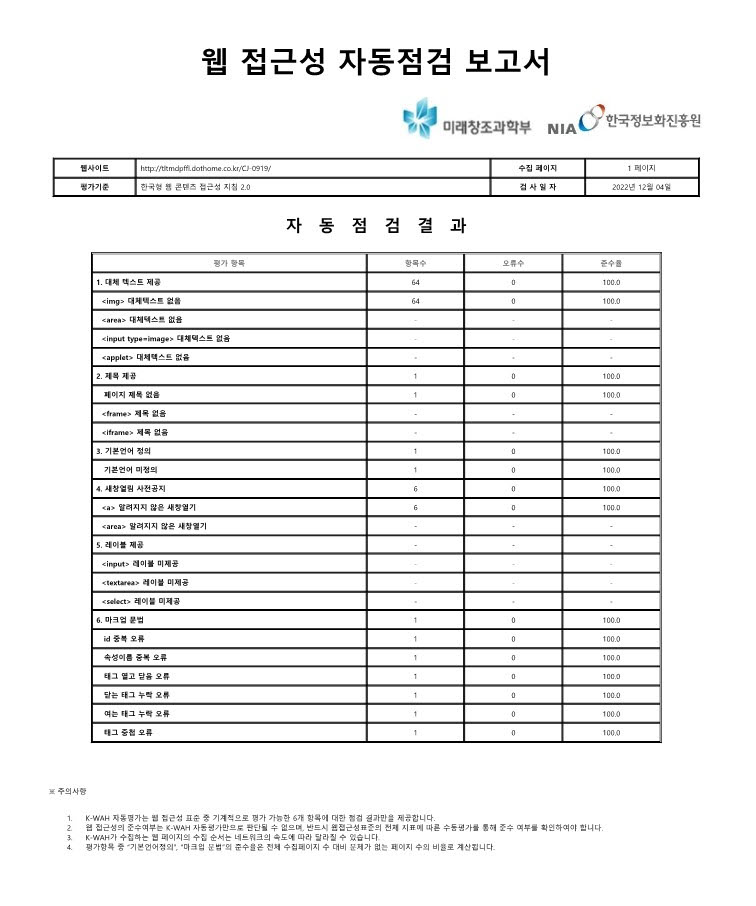 웹 접근성 자동점검 보고서
미래창조과학부 NIA 한국정보화진흥원
웹사이트 http://tltmdpffl.dothome.co.kr/CJ-0919/ 수집 페이지 1 페이지
평가기준 한국형 웹 콘텐츠 접근성 지침 2.0 검 사 일 자 2022년 12월 04일
자 동 점 검 결 과
평가 항목 항목수 오류수 준수율
1. 대체 텍스트 제공 64 0 100.0
<img> 대체텍스트 없음 64 0 100.0
<area> 대체텍스트 없음 - - -
<input type=image> 대체텍스트 없음 - - -
<applet> 대체텍스트 없음 - - -
2. 제목 제공 1 0 100.0
페이지 제목 없음 1 0 100.0
<frame> 제목 없음 - - -
<iframe> 제목 없음 - - -
3. 기본언어 정의 1 0 100.0
기본언어 미정의 1 0 100.0
4. 새창열림 사전공지 6 0 100.0
<a> 알려지지 않은 새창열기 6 0 100.0
<area> 알려지지 않은 새창열기 - - -
5. 레이블 제공 - - -
<input> 레이블 미제공 - - -
<textarea> 레이블 미제공 - - -
<select> 레이블 미제공 - - -
6. 마크업 문법 1 0 100.0
id 중복 오류 1 0 100.0
속성이름 중복 오류 1 0 100.0
태그 열고 닫음 오류 1 0 100.0
닫는 태그 누락 오류 1 0 100.0
여는 태그 누락 오류 1 0 100.0
태그 중첩 오류 1 0 100.0
※ 주의사항
1. K-WAH 자동평가는 웹 접근성 표준 중 기계적으로 평가 가능한 6개 항목에 대한 점검 결과만을 제공합니다.
2. 웹 접근성의 준수여부는 K-WAH 자동평가만으로 판단될 수 없으며, 반드시 웹접근성표준의 전체 지표에 따른 수동평가를 통해 준수 여부를 확인하여야 합니다.
3. K-WAH가 수집하는 웹 페이지의 수집 순서는 네트워크의 속도에 따라 달라질 수 있습니다.
4. 평가항목 중 "기본언어정의", "마크업 문법"의 준수율은 전체 수집페이지 수 대비 문제가 없는 페이지 수의 비율로 계산됩니다.